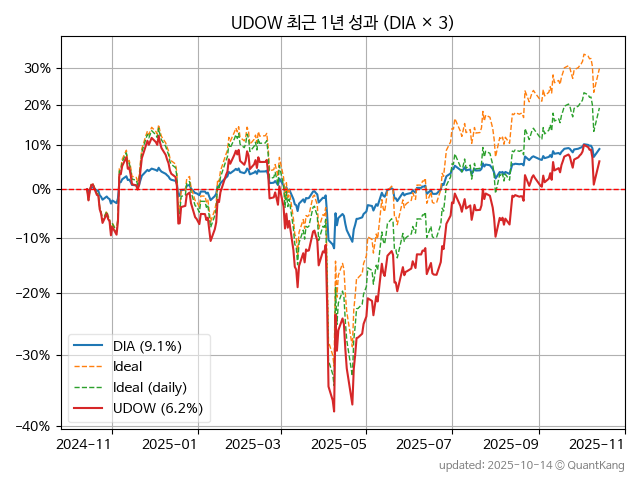 UDOW 최근 1년 성과 (DIA × 3)
30%
20%
10%
0%
−10%
−20%
−30%
−40%
DIA (9.1%)
Ideal
Ideal (daily)
UDOW (6.2%)
2024−11 2025−01 2025−03 2025−05 2025−07 2025−09 2025−11
updated: 2025-10-14 © QuantKang